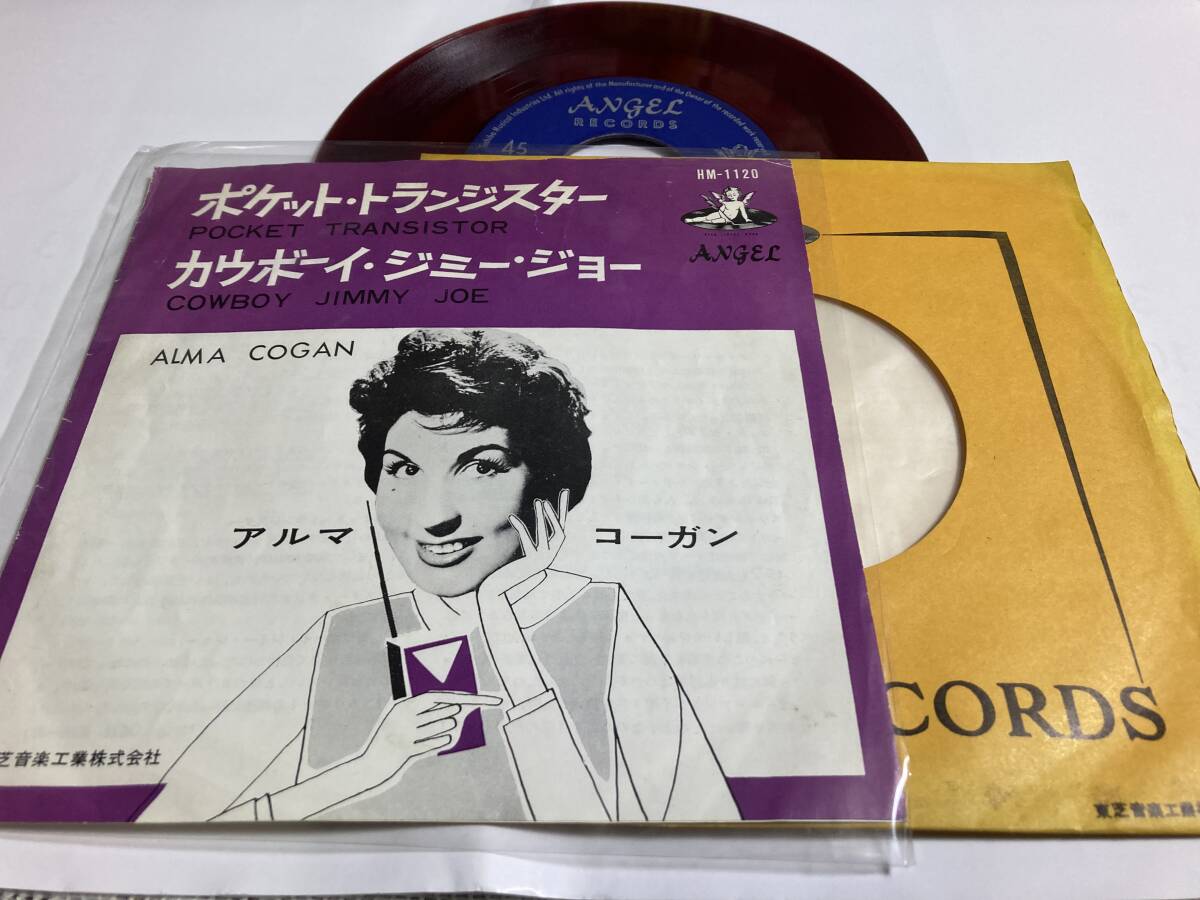 ANGEL
RECORDS
45
HM-1120
ポケット・トランジスター
POCKET TRANSISTOR
カウボーイ・ジミー・ジョー
COWBOY JIMMY JOE
ANGEL
ALMA COGAN
アルマ コーガン
芝音楽工業株式会社
CORDS
東芝音楽工業